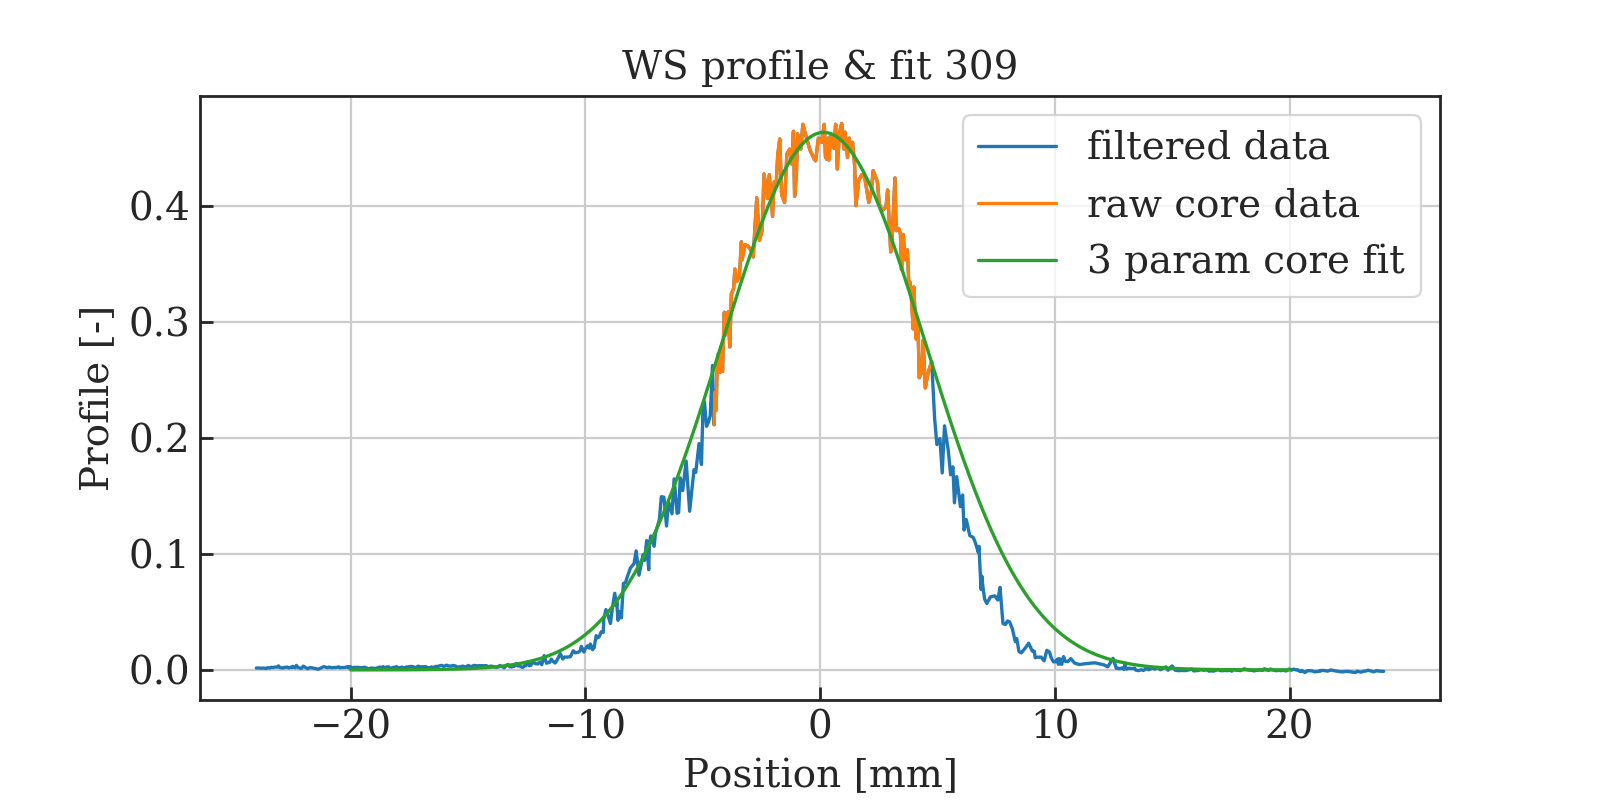 WS profile & fit 309
filtered data
raw core data
3 param core fit
Profile [-]
0.4
0.3
0.2
0.1
0.0
−20 −10 0 10 20
Position [mm]